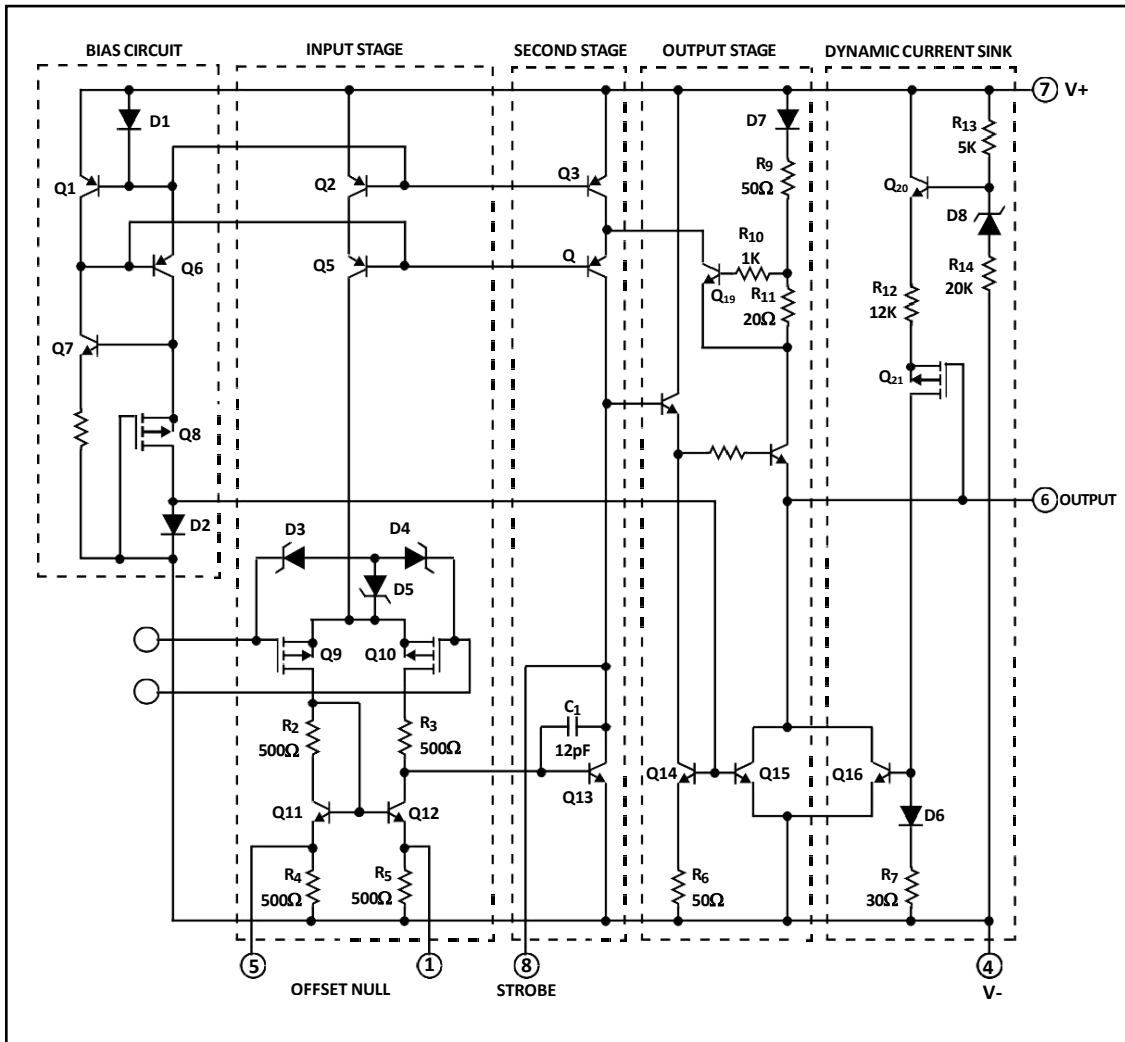 BIAS CIRCUIT
INPUT STAGE
SECOND STAGE
OUTPUT STAGE
DYNAMIC CURRENT SINK
7 V+
D1
D7
R13
5K
Q1
Q2
Q3
R9
50Ω
Q20
D8
Q6
Q5
Q
R10
1K
Q19
R11
20Ω
R12
12K
R14
20K
Q7
Q21
Q8
D2
6 OUTPUT
D3
D4
D5
Q9
Q10
C1
12pF
R2
500Ω
R3
500Ω
Q13
Q14
Q15
Q16
Q11
Q12
D6
R4
500Ω
R5
500Ω
R6
50Ω
R7
30Ω
5
1
8
4
OFFSET NULL
STROBE
V-